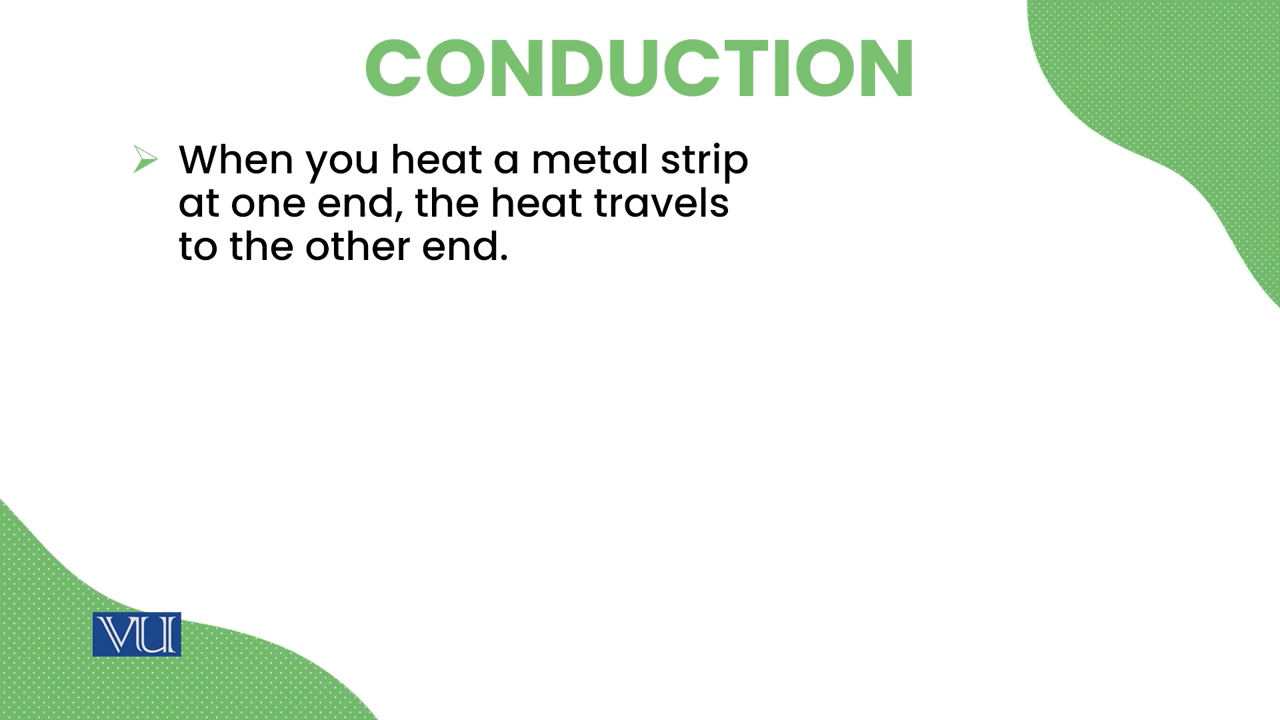 CONDUCTION
When you heat a metal strip
at one end, the heat travels
to the other end.
VU